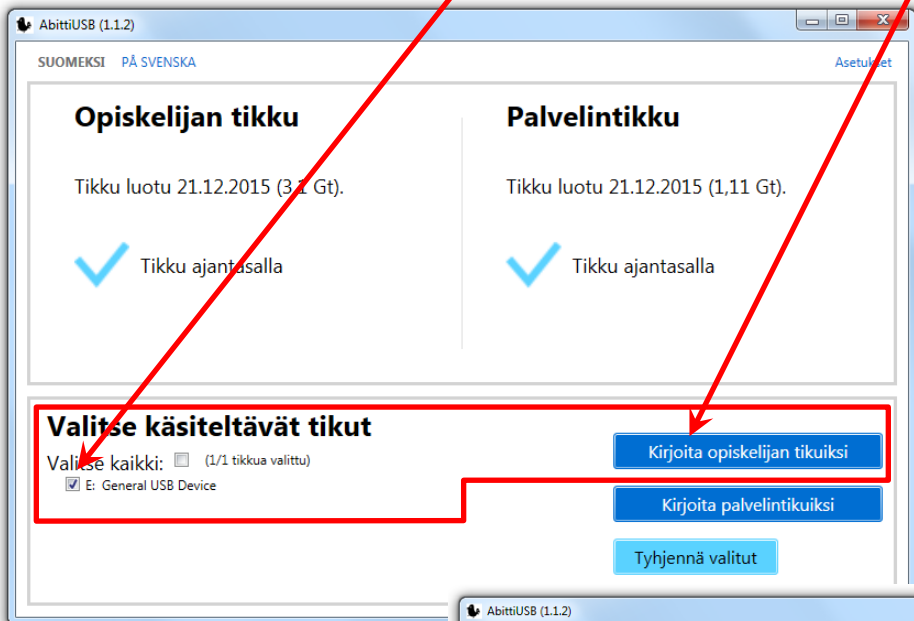 AbittiUSB (1.1.2)
SUOMEKSI PÅ SVENSKA Asetukset
Opiskelijan tikku
Tikku luotu 21.12.2015 (3,1 Gt).
Tikku ajantasalla
Palvelintikku
Tikku luotu 21.12.2015 (1,11 Gt).
Tikku ajantasalla
Valitse käsiteltävät tikut
Valitse kaikki: (1/1 tikkua valittu)
E: General USB Device
Kirjoita opiskelijan tikuiksi
Kirjoita palvelintikuiksi
Tyhjennä valitut
AbittiUSB (1.1.2)